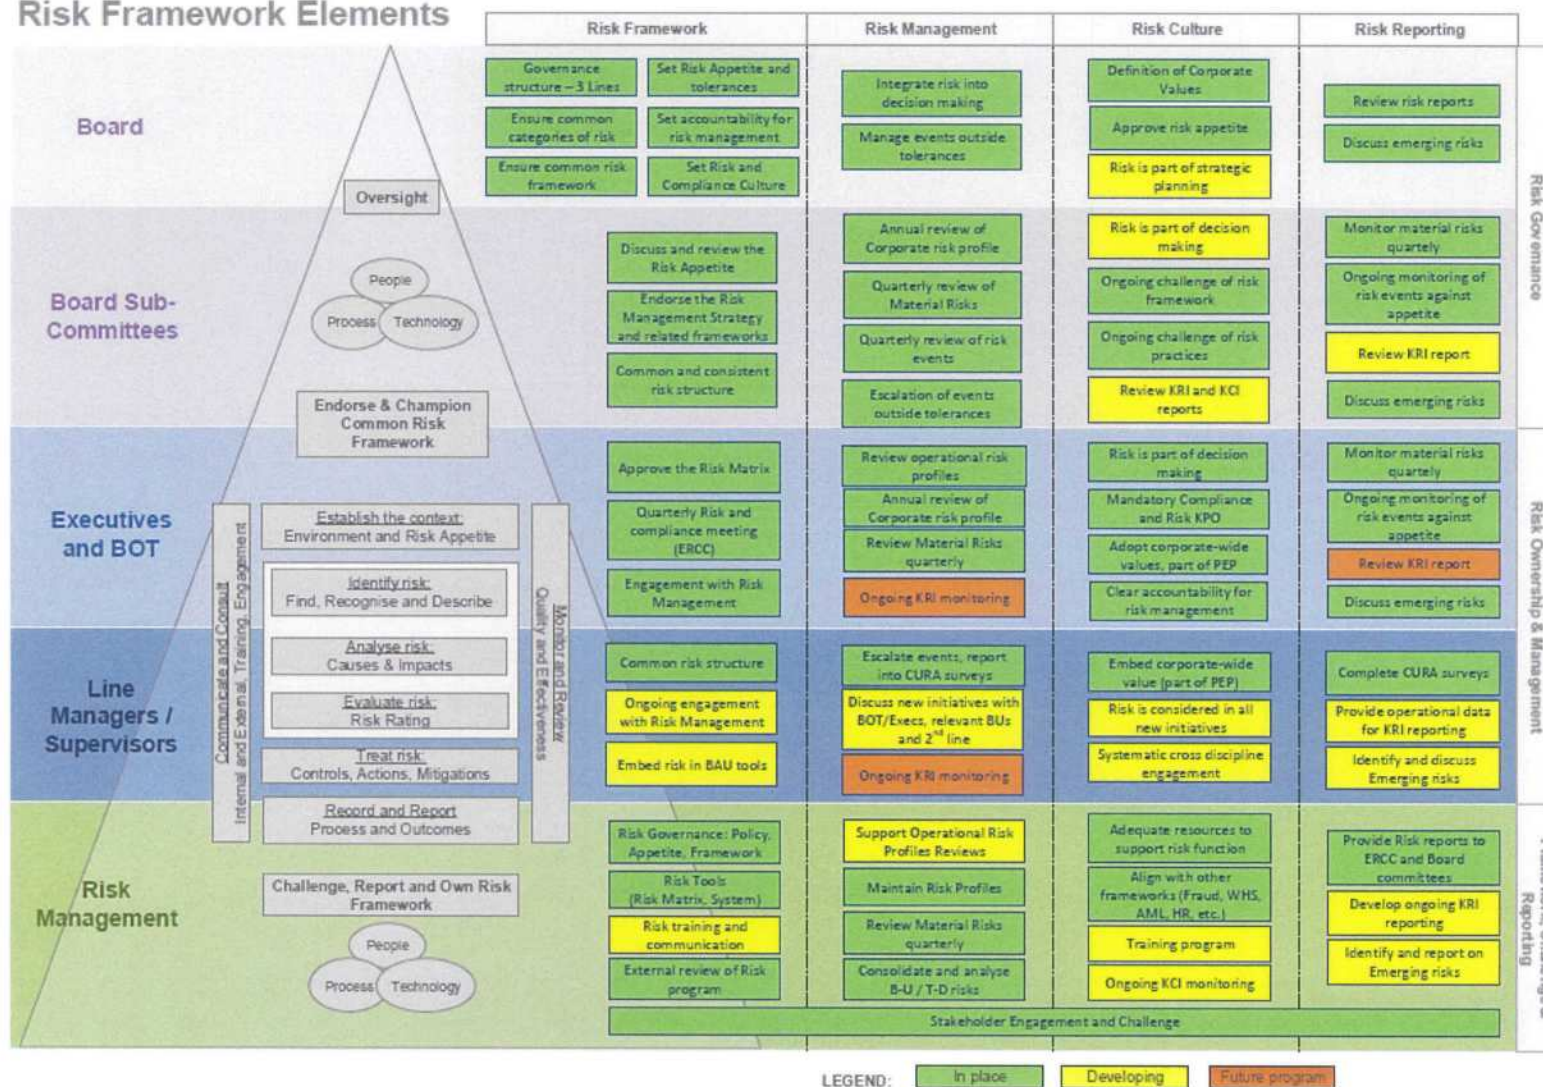 Risk Framework Elements
Risk Framework
Risk Management
Risk Culture
Risk Reporting
Board
Oversight
Governance
structure – 3 Lines
Set Risk Appetite and
tolerances
Ensure common
categories of risk
Set accountability for
risk management
Ensure common risk
framework
Set Risk and
Compliance Culture
Integrate risk into
decision making
Manage events outside
tolerances
Definition of Corporate
Values
Approve risk appetite
Risk is part of strategic
planning
Review risk reports
Discuss emerging risks
Risk Governance
Board Sub-
Committees
People
Process
Technology
Endorse & Champion
Common Risk
Framework
Discuss and review the
Risk Appetite
Endorse the Risk
Management Strategy
and related frameworks
Common and consistent
risk structure
Annual review of
Corporate risk profile
Quarterly review of
Material Risks
Quarterly review of risk
events
Escalation of events
outside tolerances
Risk is part of decision
making
Ongoing challenge of risk
framework
Ongoing challenge of risk
practices
Review KRI and KCI
reports
Monitor material risks
quartely
Ongoing monitoring of
risk events against
appetite
Review KRI report
Discuss emerging risks
Executives
and BOT
Communicate and Consult
Internal and External, Training, Engagement
Establish the context:
Environment and Risk Appetite
Identify risk:
Find, Recognise and Describe
Analyse risk:
Causes & Impacts
Evaluate risk:
Risk Rating
Treat risk:
Controls, Actions, Mitigations
Record and Report
Process and Outcomes
Monitor and Review
Quality and Effectiveness
Approve the Risk Matrix
Quarterly Risk and
compliance meeting
(ERCC)
Engagement with Risk
Management
Review operational risk
profiles
Annual review of
Corporate risk profile
Review Material Risks
quarterly
Ongoing KRI monitoring
Risk is part of decision
making
Mandatory Compliance
and Risk KPO
Adopt corporate-wide
values, part of PEP
Clear accountability for
risk management
Monitor material risks
quartely
Ongoing monitoring of
risk events against
appetite
Review KRI report
Discuss emerging risks
Risk Ownership & Management
Line
Managers /
Supervisors
Common risk structure
Ongoing engagement
with Risk Management
Embed risk in BAU tools
Escalate events, report
into CURA surveys
Discuss new initiatives with
BOT/Execs, relevant BUs
and 2nd line
Ongoing KRI monitoring
Embed corporate-wide
value (part of PEP)
Risk is considered in all
new initiatives
Systematic cross discipline
engagement
Complete CURA surveys
Provide operational data
for KRI reporting
Identify and discuss
Emerging risks
Risk
Management
Challenge, Report and Own Risk
Framework
People
Process
Technology
Risk Governance: Policy,
Appetite, Framework
Risk Tools
(Risk Matrix, System)
Risk training and
communication
External review of Risk
program
Support Operational Risk
Profiles Reviews
Maintain Risk Profiles
Review Material Risks
quarterly
Consolidate and analyse
B-U / T-D risks
Adequate resources to
support risk function
Align with other
frameworks (Fraud, WHS,
AML, HR, etc.)
Training program
Ongoing KCI monitoring
Provide Risk reports to
ERCC and Board
committees
Develop ongoing KRI
reporting
Identify and report on
Emerging risks
Reporting
Stakeholder Engagement and Challenge
LEGEND:
In place
Developing
Future program